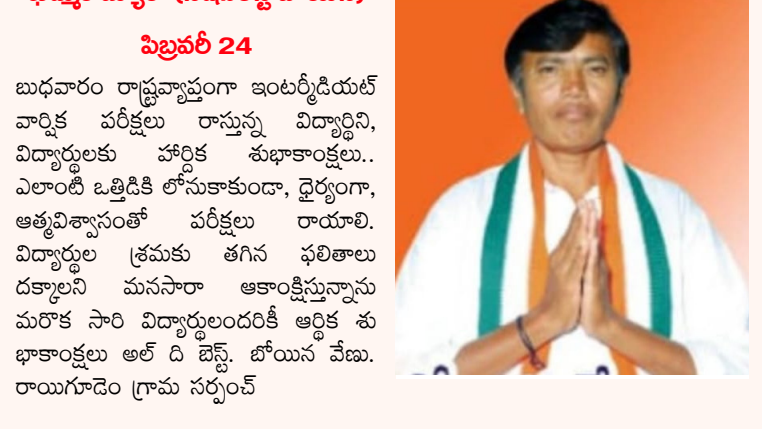 పిబ్రవరీ 24
బుధవారం రాష్ట్రవ్యాప్తంగా ఇంటర్మీడియట్
వార్షిక పరీక్షలు రాస్తున్న విద్యార్థిని,
విద్యార్థులకు హార్దిక శుభాకాంక్షలు..
ఎలాంటి ఒత్తిడికి లోనుకాకుండా, ధైర్యంగా,
ఆత్మవిశ్వాసంతో పరీక్షలు రాయాలి.
విద్యార్థుల శ్రమకు తగిన ఫలితాలు
దక్కాలని మనసారా ఆకాంక్షిస్తున్నాను
మరొక సారి విద్యార్థులందరికీ ఆర్థిక శు
భాకాంక్షలు అల్ ది బెస్ట్. బోయిన వేణు.
రాయిగూడెం గ్రామ సర్పంచ్